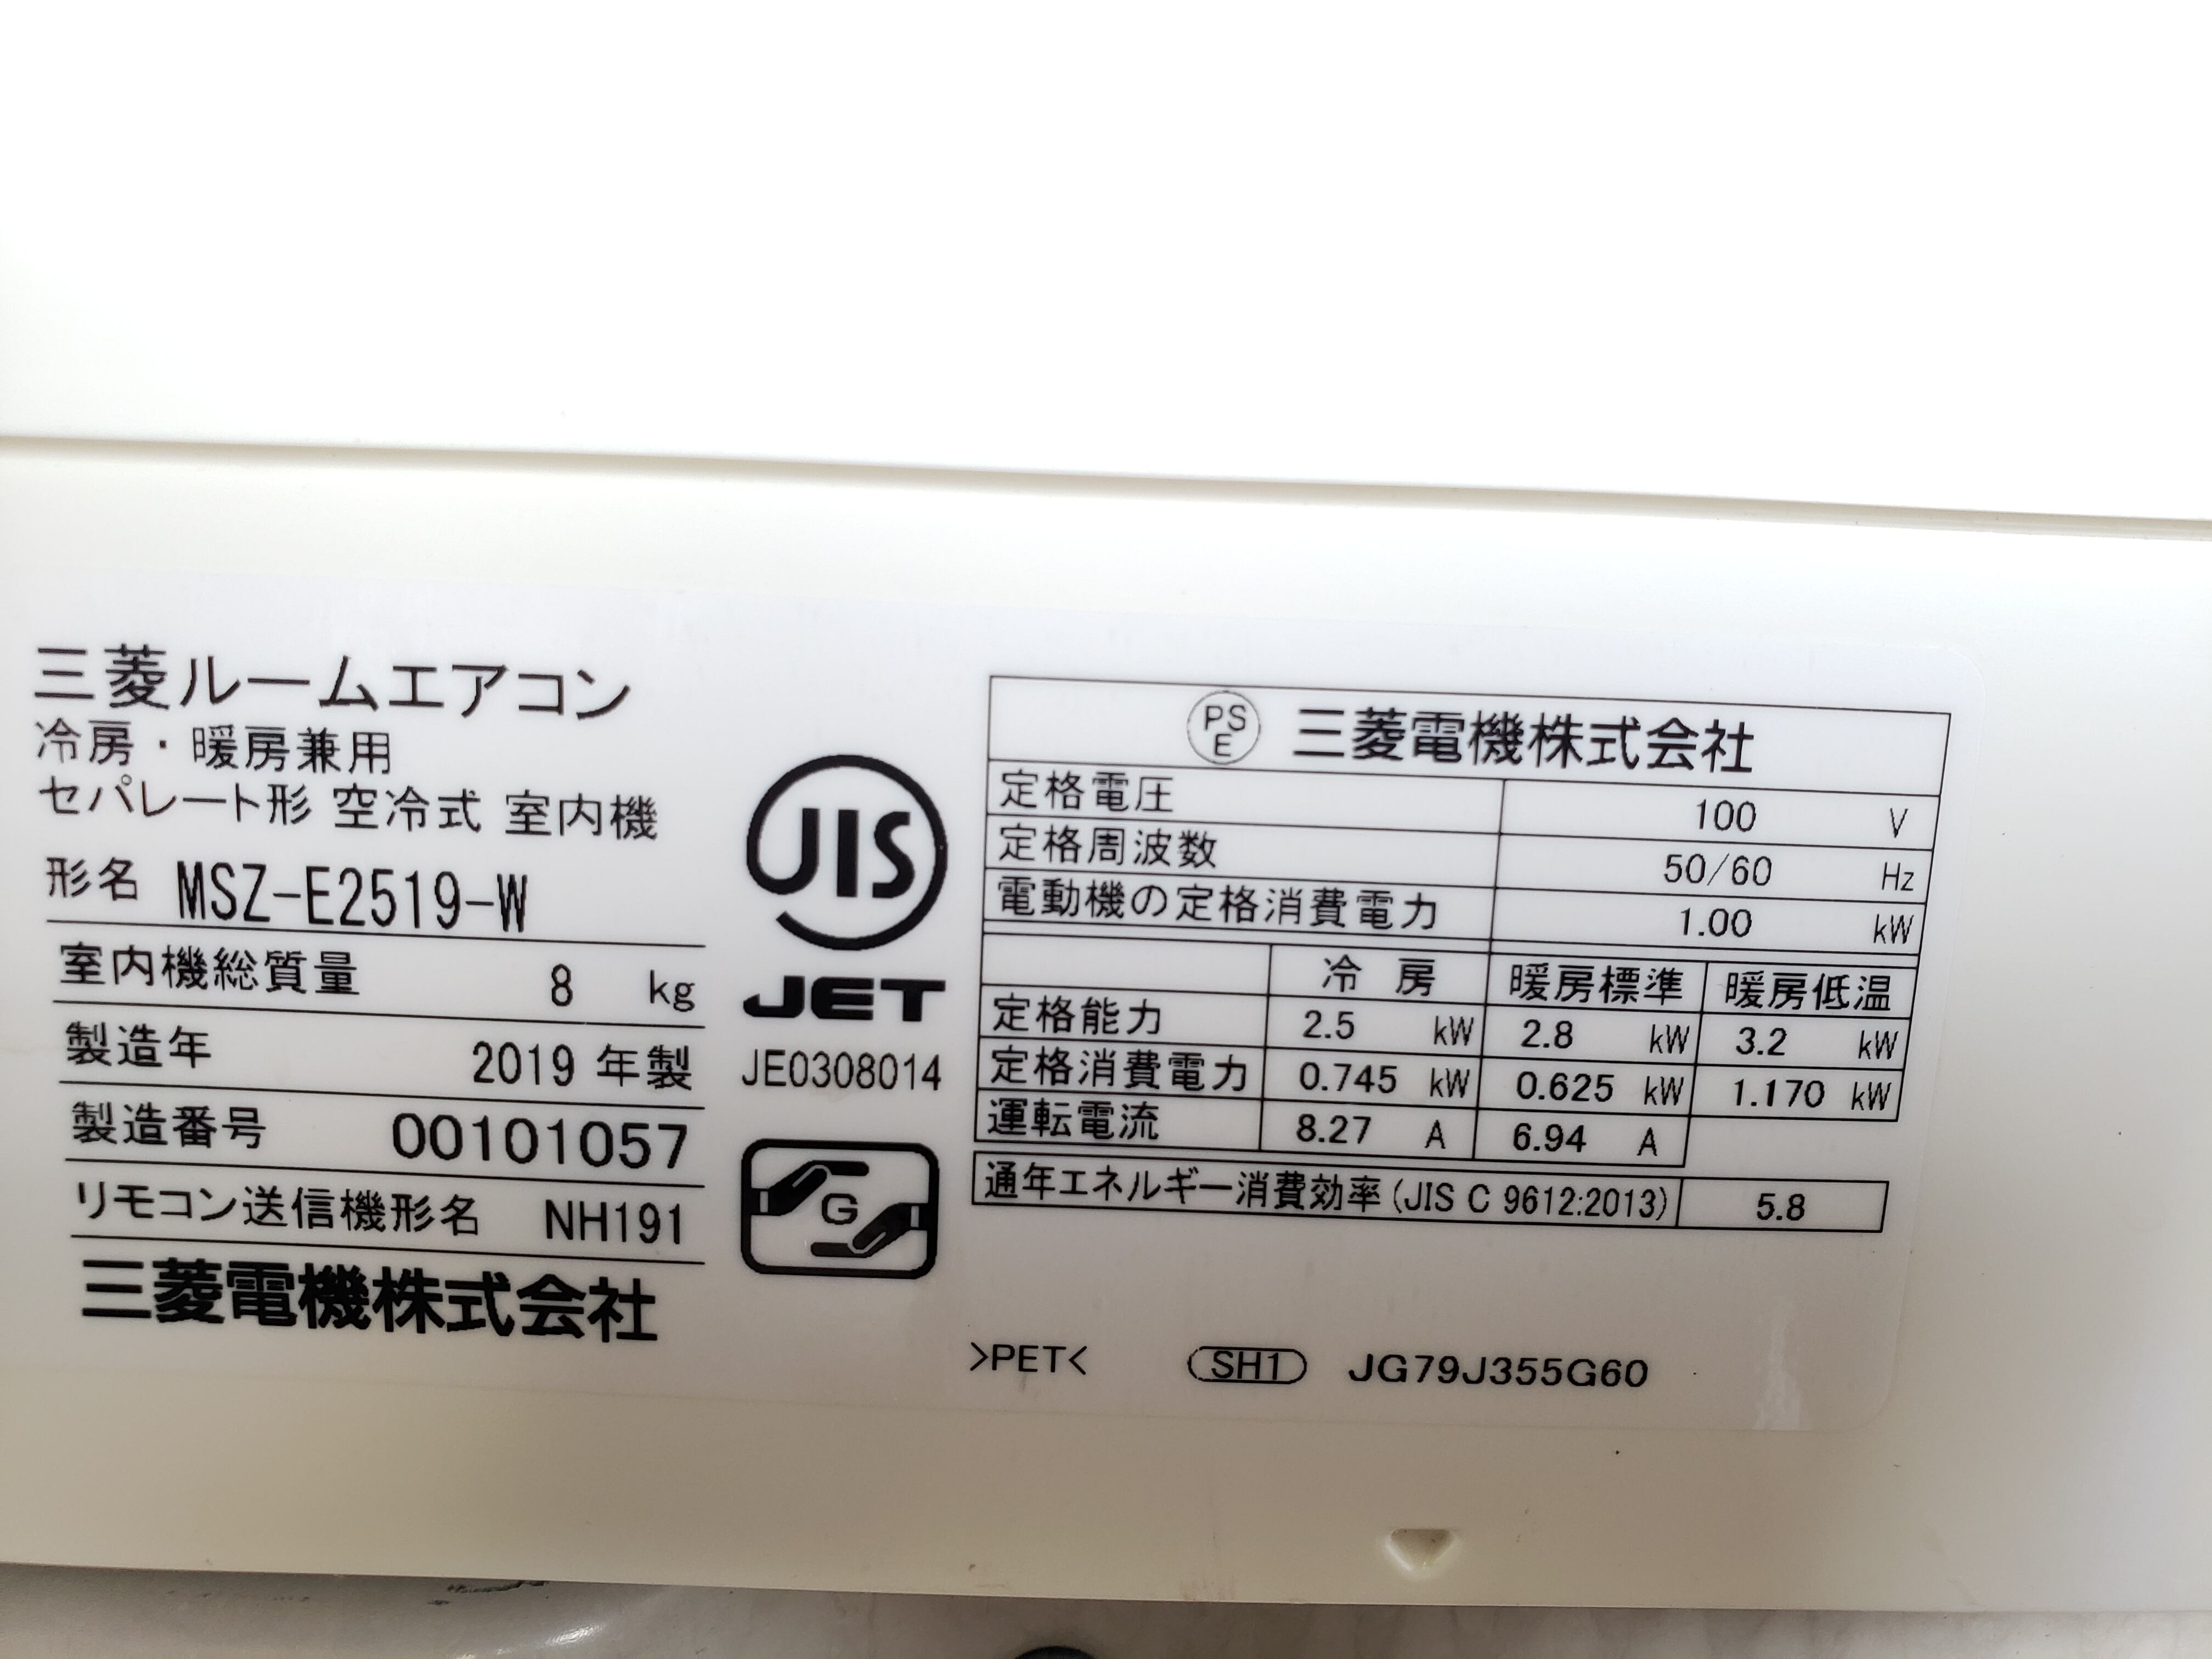 三菱ルームエアコン
冷房・暖房兼用
セパレート形 空冷式 室内機
形名 MSZ-E2519-W
室内機総質量 8 kg
製造年 2019 年製
製造番号 00101057
リモコン送信機形名 NH191
三菱電機株式会社
JIS
JET
JE0308014
G
PS
E 三菱電機株式会社
定格電圧 100 V
定格周波数 50/60 Hz
電動機の定格消費電力 1.00 kW
冷 房 暖房標準 暖房低温
定格能力 2.5 kW 2.8 kW 3.2 kW
定格消費電力 0.745 kW 0.625 kW 1.170 kW
運転電流 8.27 A 6.94 A
通年エネルギー消費効率(JIS C 9612:2013) 5.8
>PET< SH1 JG79J355G60